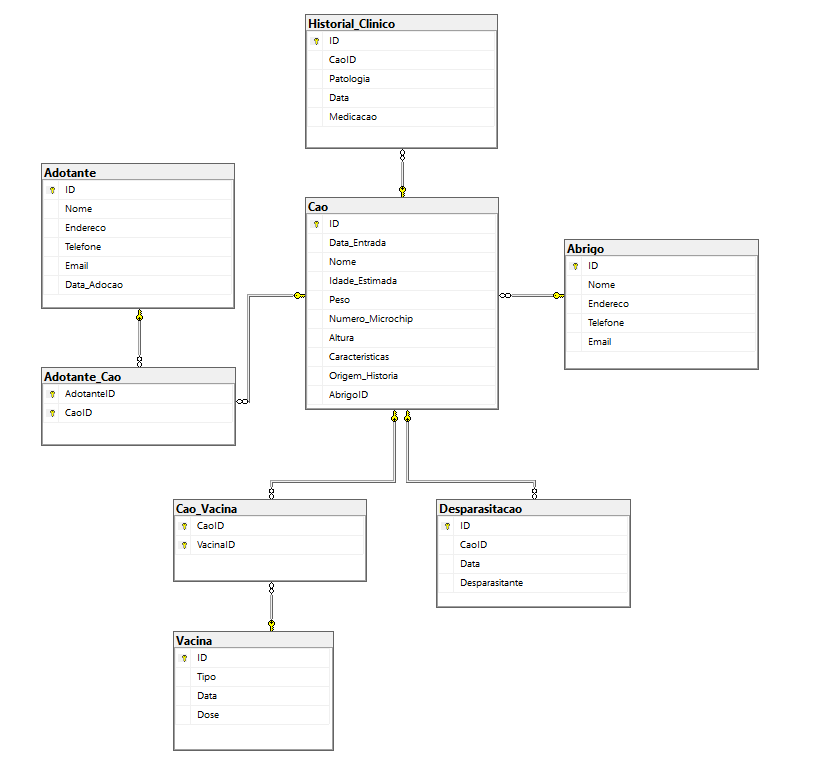 Historial_Clinico
ID
CaoID
Patologia
Data
Medicacao
Adotante
ID
Nome
Endereco
Telefone
Email
Data_Adocao
Cao
ID
Data_Entrada
Nome
Idade_Estimada
Peso
Numero_Microchip
Altura
Caracteristicas
Origem_Historia
AbrigoID
Abrigo
ID
Nome
Endereco
Telefone
Email
Adotante_Cao
AdotanteID
CaoID
Cao_Vacina
CaoID
VacinaID
Desparasitacao
ID
CaoID
Data
Desparasitante
Vacina
ID
Tipo
Data
Dose